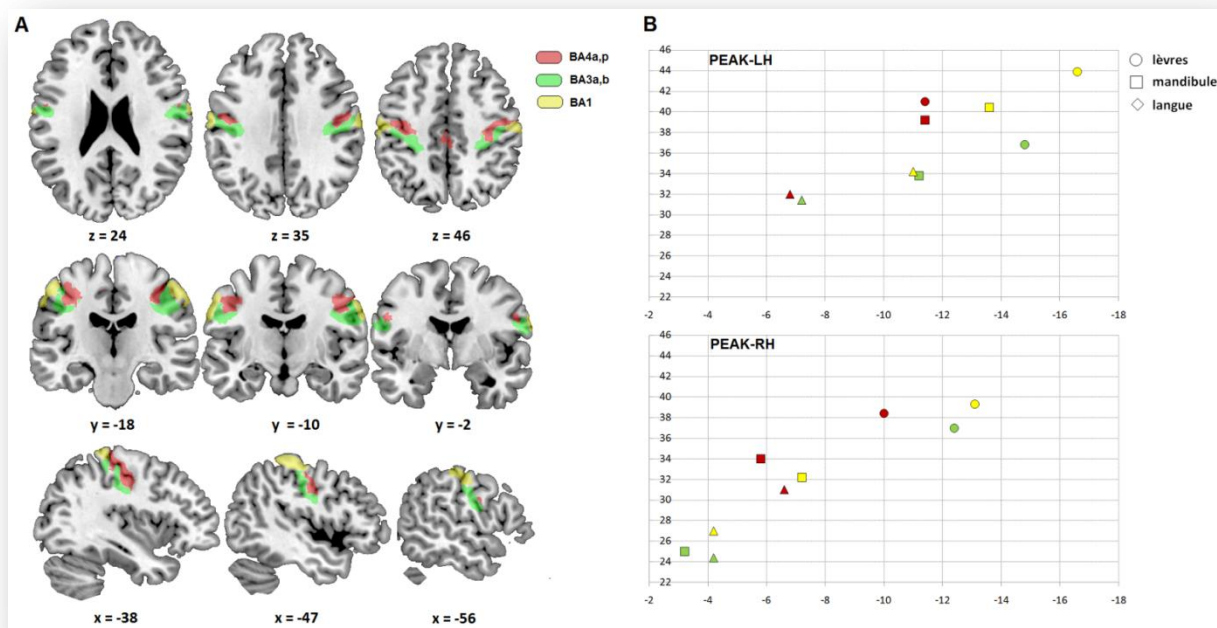 A
BA4a,p
BA3a,b
BA1
z = 24
z = 35
z = 46
y = -18
y = -10
y = -2
x = -38
x = -47
x = -56
B
PEAK-LH
46
44
42
40
38
36
34
32
30
28
26
24
22
-2 -4 -6 -8 -10 -12 -14 -16 -18
lèvres
mandibule
langue
PEAK-RH
46
44
42
40
38
36
34
32
30
28
26
24
22
-2 -4 -6 -8 -10 -12 -14 -16 -18